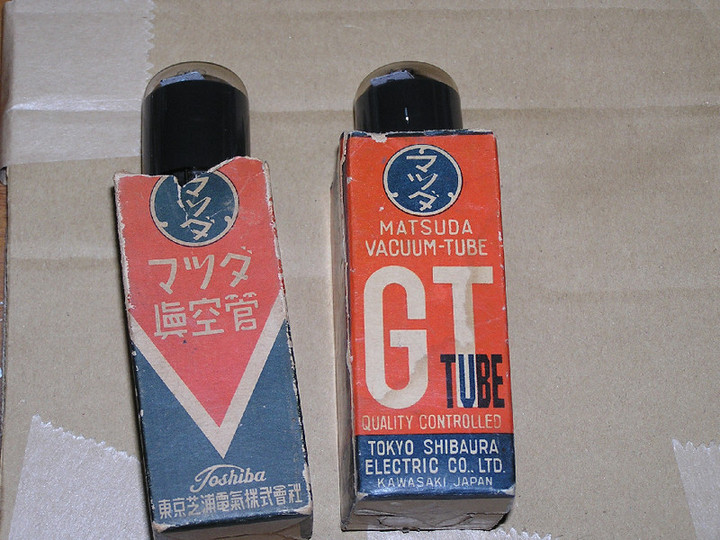 マツダ
マツダ
眞空管
Toshiba
東京芝浦電氣株式會社
マツダ
MATSUDA
VACUUM-TUBE
GT
TUBE
QUALITY CONTROLLED
TOKYO SHIBAURA
ELECTRIC CO., LTD.
KAWASAKI, JAPAN